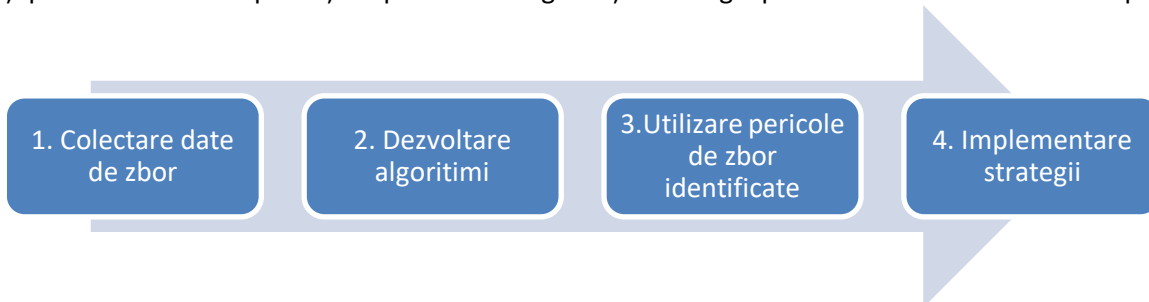 1. Colectare date
de zbor
2. Dezvoltare
algoritimi
3.Utilizare pericole
de zbor
identificate
4. Implementare
strategii